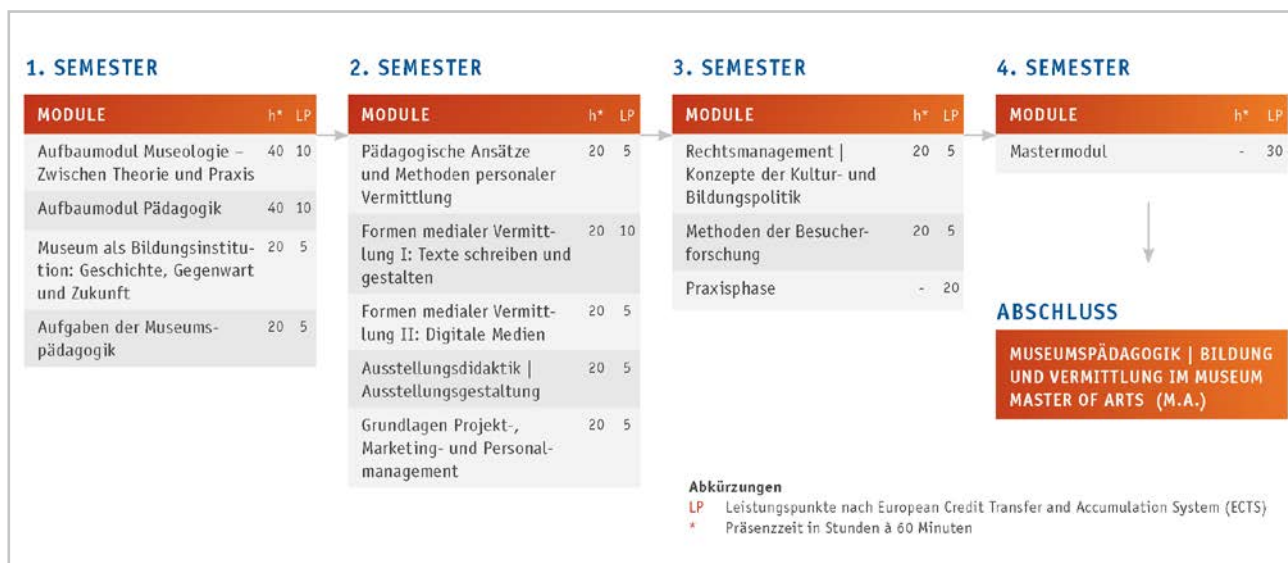 1. SEMESTER
MODULE h* LP
Aufbaumodul Museologie – 40 10
Zwischen Theorie und Praxis
Aufbaumodul Pädagogik 40 10
Museum als Bildungsinstitu- 20 5
tion: Geschichte, Gegenwart
und Zukunft
Aufgaben der Museums- 20 5
pädagogik
2. SEMESTER
MODULE h* LP
Pädagogische Ansätze 20 5
und Methoden personaler
Vermittlung
Formen medialer Vermitt- 20 10
lung I: Texte schreiben und
gestalten
Formen medialer Vermitt- 20 5
lung II: Digitale Medien
Ausstellungsdidaktik | 20 5
Ausstellungsgestaltung
Grundlagen Projekt-, 20 5
Marketing- und Personal-
management
3. SEMESTER
MODULE h* LP
Rechtsmanagement | 20 5
Konzepte der Kultur- und
Bildungspolitik
Methoden der Besucher- 20 5
forschung
Praxisphase - 20
4. SEMESTER
MODULE h* LP
Mastermodul - 30
ABSCHLUSS
MUSEUMSPÄDAGOGIK | BILDUNG
UND VERMITTLUNG IM MUSEUM
MASTER OF ARTS (M.A.)
Abkürzungen
LP Leistungspunkte nach European Credit Transfer and Accumulation System (ECTS)
* Präsenzzeit in Stunden à 60 Minuten